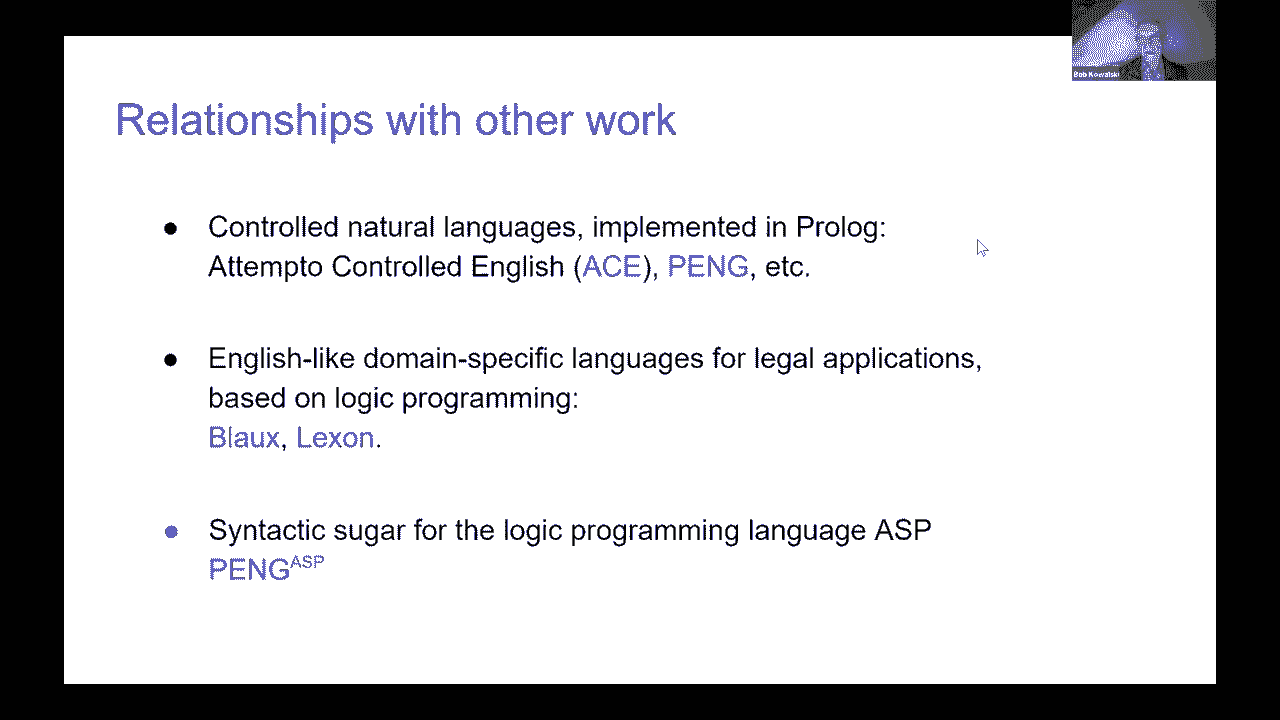 Bob Kowalski
Relationships with other work
● Controlled natural languages, implemented in Prolog:
Attempto Controlled English (ACE), PENG, etc.
● English-like domain-specific languages for legal applications,
based on logic programming:
Blaux, Lexon.
● Syntactic sugar for the logic programming language ASP
PENG^ASP